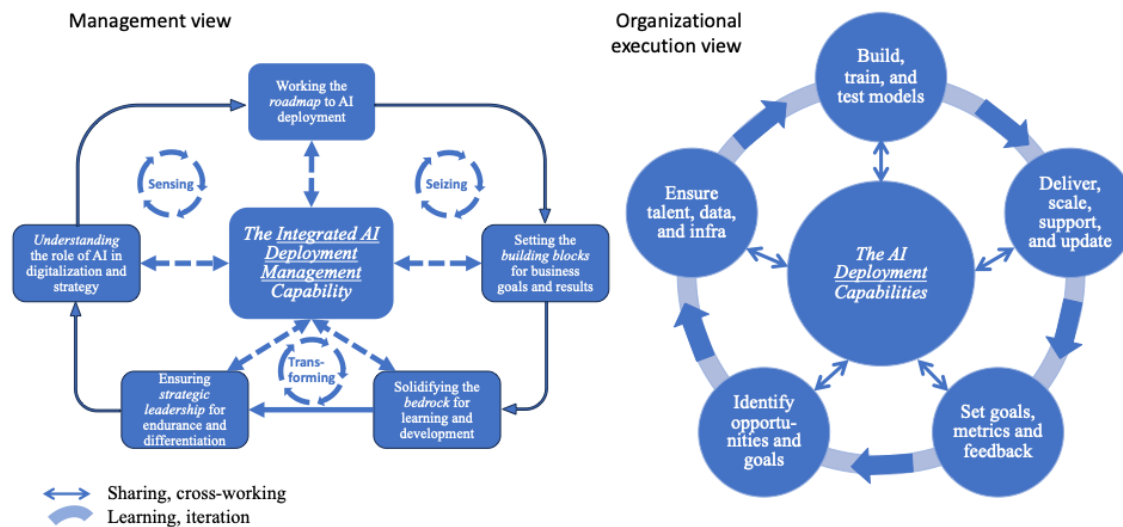 Management view
Working the
roadmap to AI
deployment
Sensing
Seizing
Understanding
the role of AI in
digitalization and
strategy
The Integrated AI
Deployment
Management
Capability
Setting the
building blocks
for business
goals and results
Trans-
forming
Ensuring
strategic
leadership for
endurance and
differentiation
Solidifying the
bedrock for
learning and
development
Sharing, cross-working
Learning, iteration
Organizational
execution view
Build,
train, and
test models
Ensure
talent, data,
and infra
Deliver,
scale,
support,
and update
The AI
Deployment
Capabilities
Identify
opportu-
nities and
goals
Set goals,
metrics and
feedback